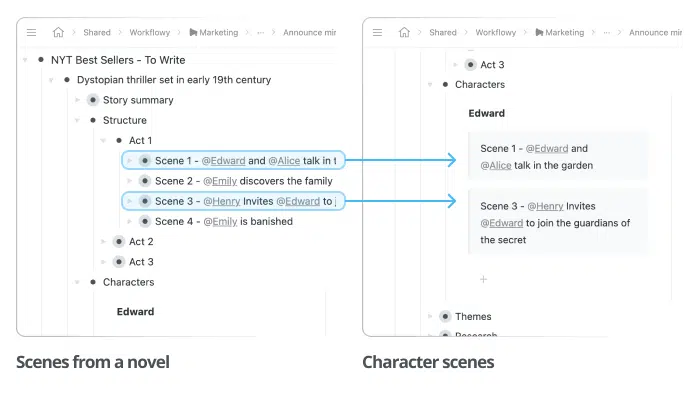 Shared Workflowy Marketing ... Announce mir
NYT Best Sellers - To Write
Dystopian thriller set in early 19th century
Story summary
Structure
Act 1
Scene 1 - @Edward and @Alice talk in t
Scene 2 - @Emily discovers the family
Scene 3 - @Henry Invites @Edward to j
Scene 4 - @Emily is banished
Act 2
Act 3
Characters
Edward
Scenes from a novel
Shared Workflowy Marketing ... Announce mir
Act 3
Characters
Edward
Scene 1 - @Edward and
@Alice talk in the garden
Scene 3 - @Henry Invites
@Edward to join the guardians of
the secret
+
Themes
Research
Character scenes